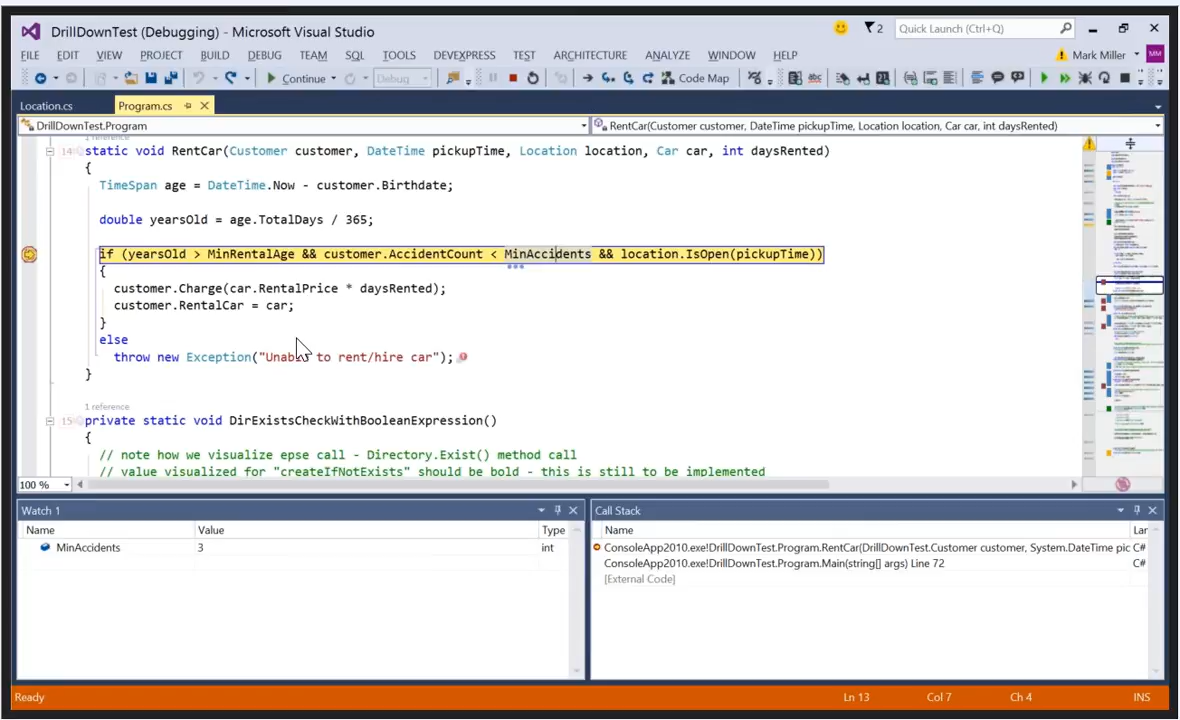 DrillDownTest (Debugging) - Microsoft Visual Studio
2
Quick Launch (Ctrl+Q)
FILE EDIT VIEW PROJECT BUILD DEBUG TEAM SQL TOOLS DEVEXPRESS TEST ARCHITECTURE ANALYZE WINDOW HELP
Mark Miller MM
Continue Debug Code Map
Location.cs Program.cs
DrillDownTest.Program
RentCar(Customer customer, DateTime pickupTime, Location location, Car car, int daysRented)
1 reference
14 static void RentCar(Customer customer, DateTime pickupTime, Location location, Car car, int daysRented)
{
TimeSpan age = DateTime.Now - customer.Birthdate;
double yearsOld = age.TotalDays / 365;
if (yearsOld > MinRentalAge && customer.AccidentCount < MinAccidents && location.IsOpen(pickupTime))
{
customer.Charge(car.RentalPrice * daysRented);
customer.RentalCar = car;
}
else
throw new Exception("Unable to rent/hire car");
}
1 reference
15 private static void DirExistsCheckWithBooleanExpression()
{
// note how we visualize epse call - Directory.Exist() method call
// value visualized for "createIfNotExists" should be bold - this is still to be implemented
100 %
Watch 1
Name Value Type
MinAccidents 3 int
Call Stack
Name Lar
ConsoleApp2010.exe!DrillDownTest.Program.RentCar(DrillDownTest.Customer customer, System.DateTime pic C#
ConsoleApp2010.exe!DrillDownTest.Program.Main(string[] args) Line 72 C#
[External Code]
Ready Ln 13 Col 7 Ch 4 INS